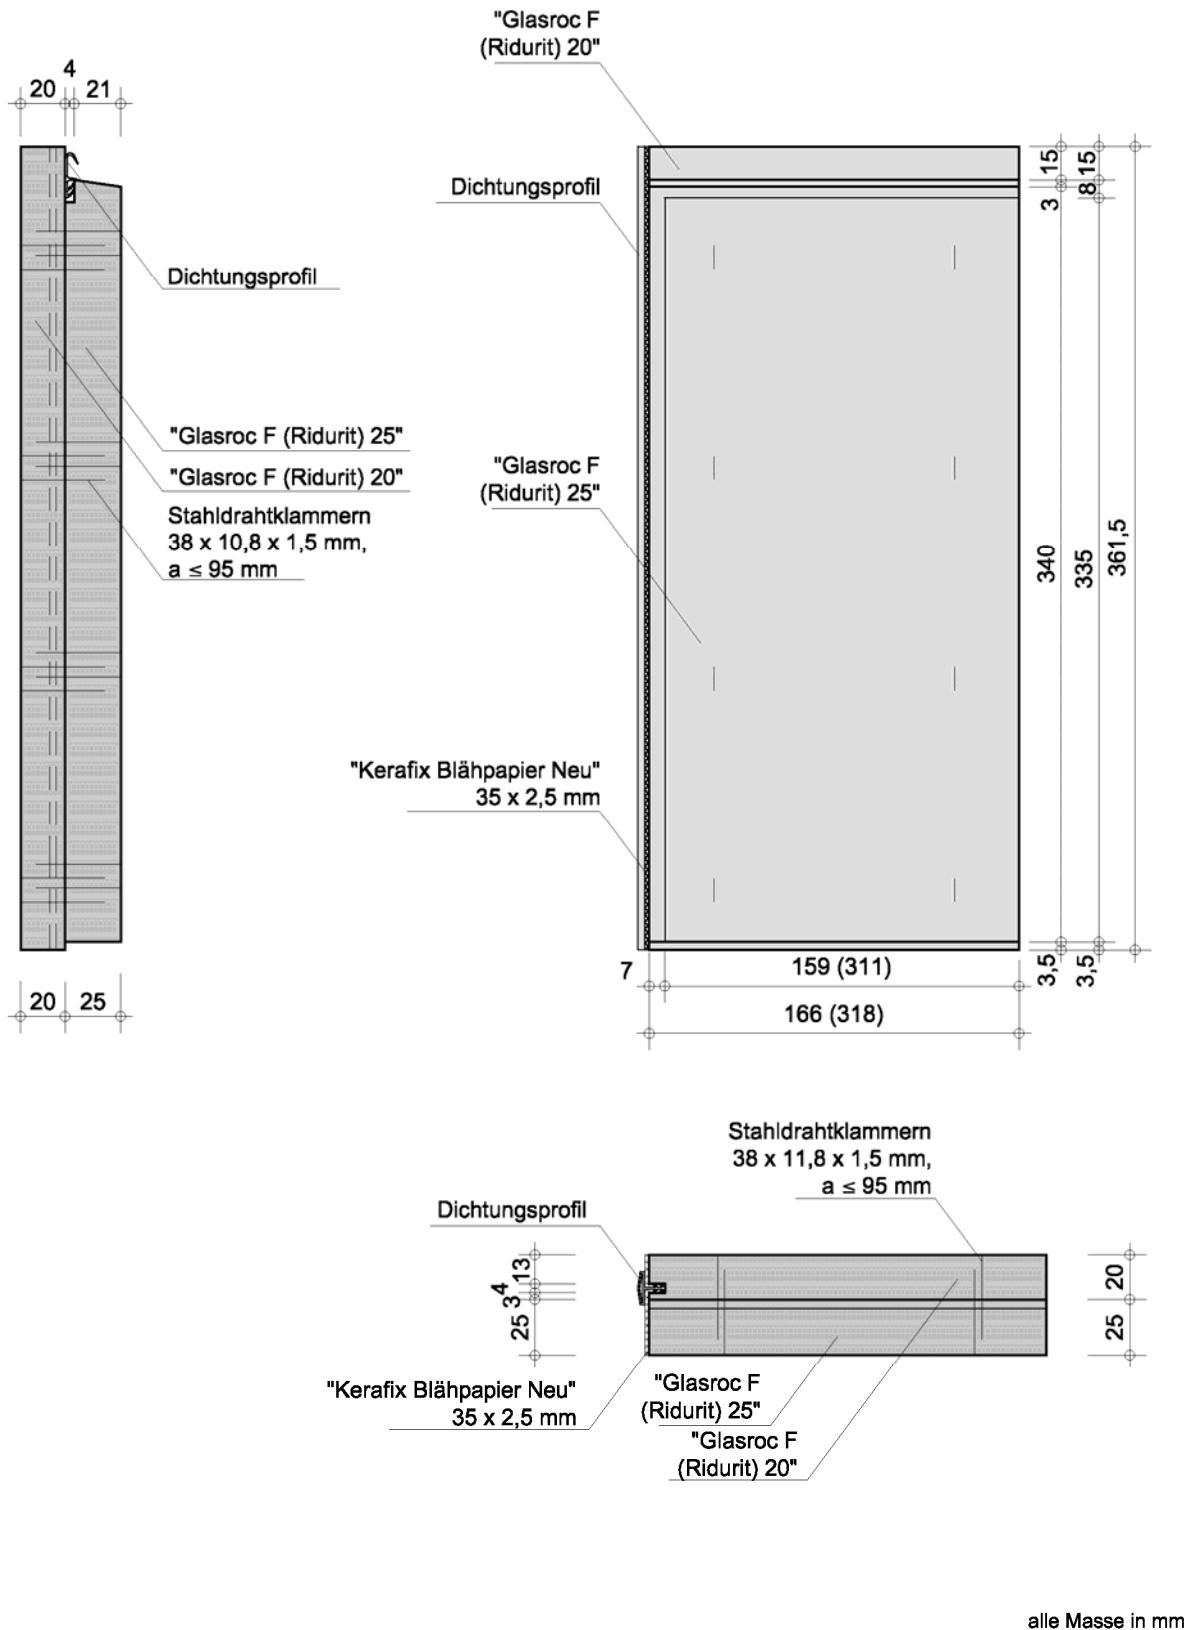 "Glasroc F
(Ridurit) 20"
4
20
21
15
15
Dichtungsprofil
8
3
Dichtungsprofil
"Glasroc F (Ridurit) 25"
"Glasroc F (Ridurit) 20"
Stahldrahtklammern
38 x 10,8 x 1,5 mm,
a ≤ 95 mm
"Glasroc F
(Ridurit) 25"
340
335
361,5
"Kerafix Blähpapier Neu"
35 x 2,5 mm
20
25
7
159 (311)
3,5
3,5
166 (318)
Stahldrahtklammern
38 x 11,8 x 1,5 mm,
a ≤ 95 mm
Dichtungsprofil
13
4
3
25
20
25
"Kerafix Blähpapier Neu"
35 x 2,5 mm
"Glasroc F
(Ridurit) 25"
"Glasroc F
(Ridurit) 20"
alle Masse in mm